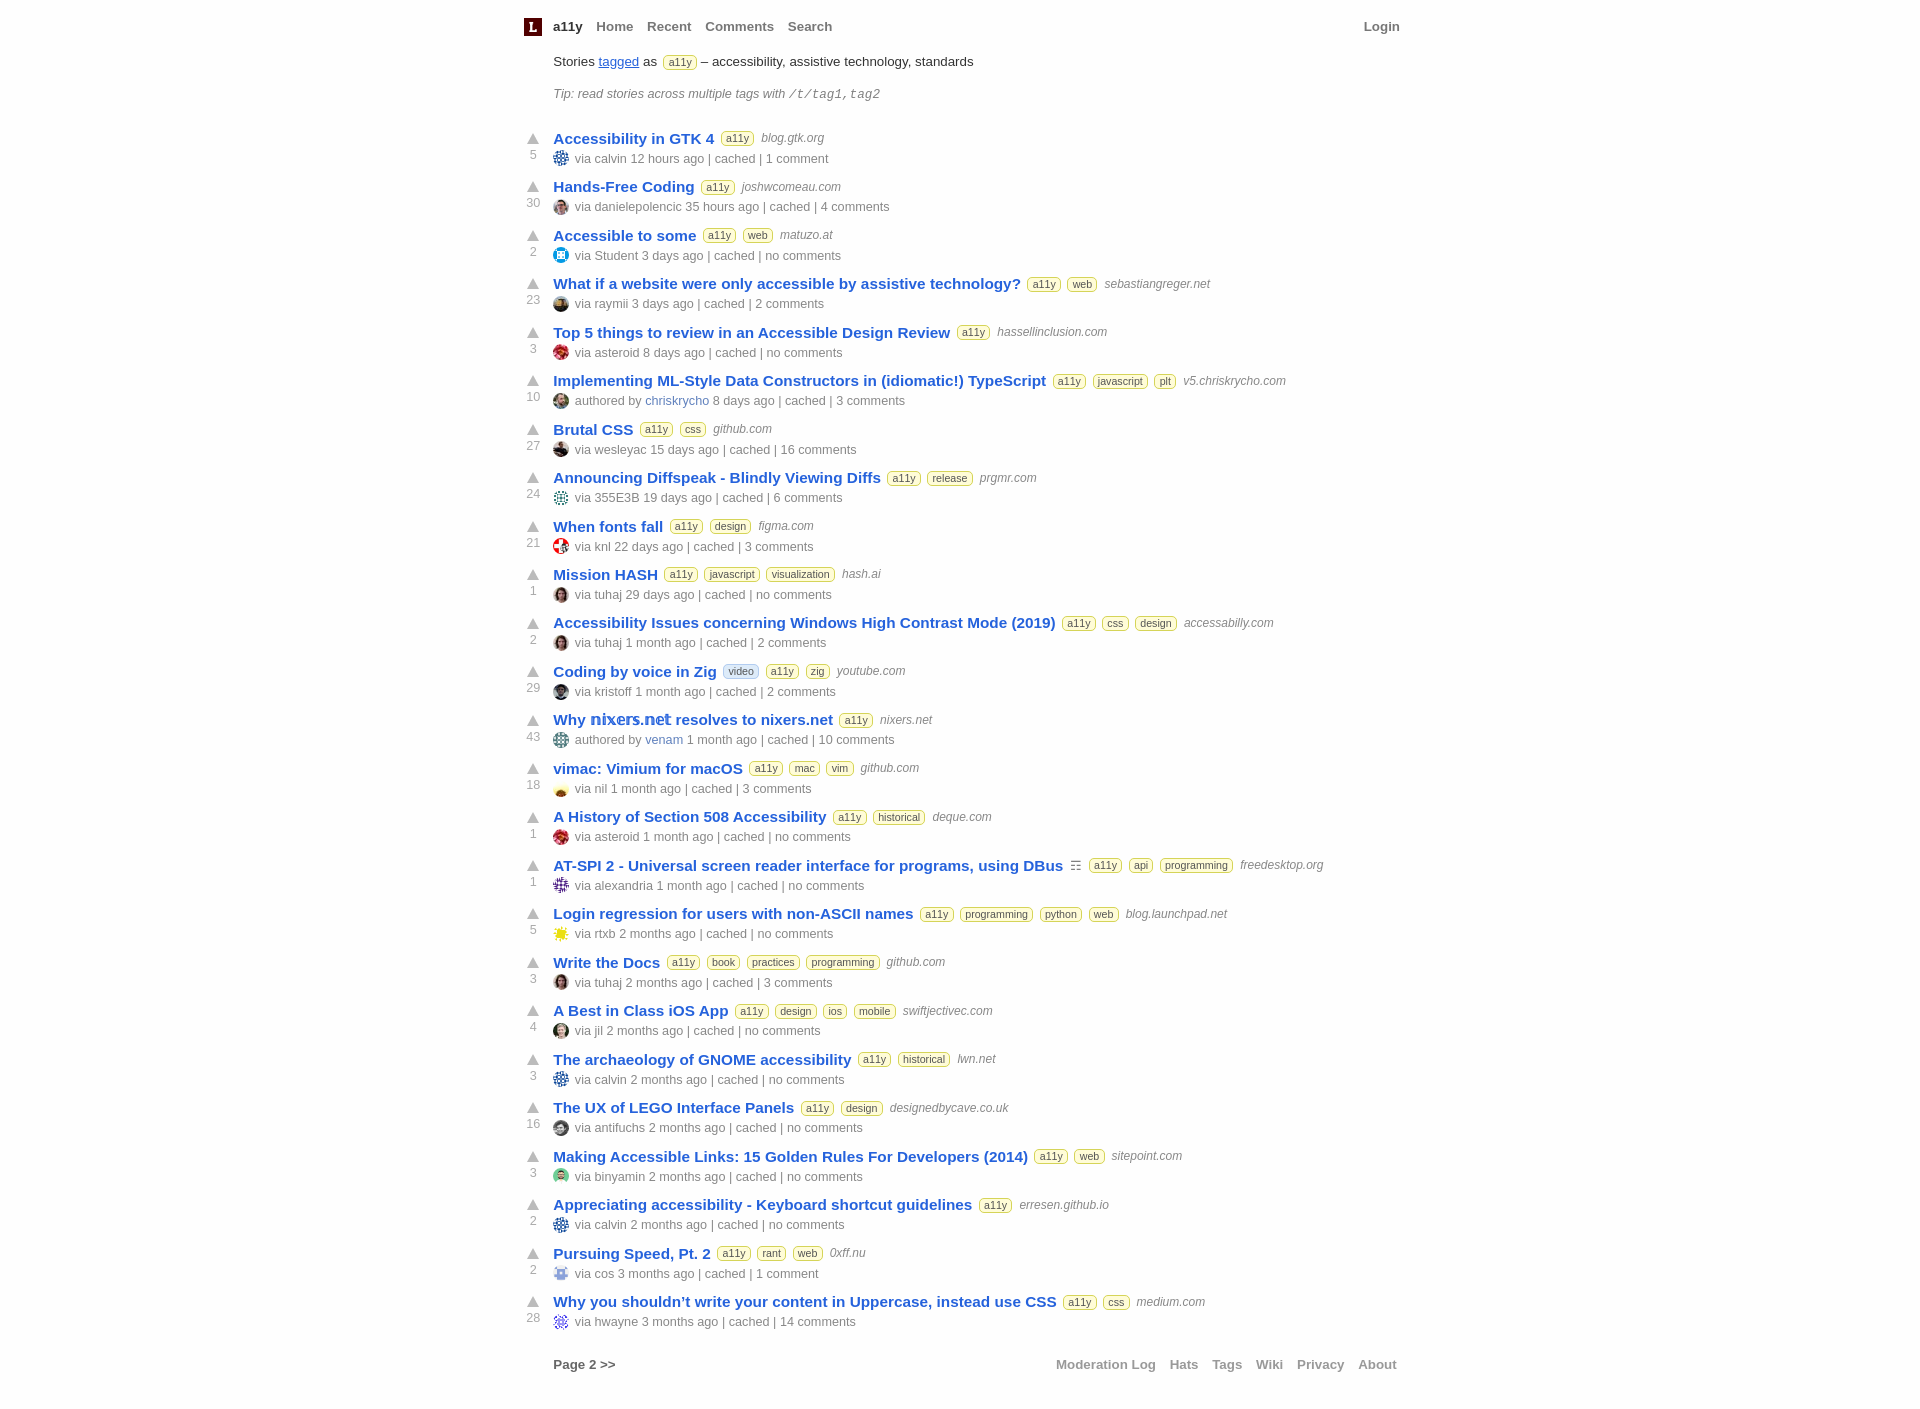 L a11y Home Recent Comments Search Login
Stories tagged as a11y – accessibility, assistive technology, standards
Tip: read stories across multiple tags with /t/tag1,tag2
Accessibility in GTK 4 a11y blog.gtk.org
5 via calvin 12 hours ago | cached | 1 comment
Hands-Free Coding a11y joshwcomeau.com
30 via danielepolencic 35 hours ago | cached | 4 comments
Accessible to some a11y web matuzo.at
2 via Student 3 days ago | cached | no comments
What if a website were only accessible by assistive technology? a11y web sebastiangreger.net
23 via raymii 3 days ago | cached | 2 comments
Top 5 things to review in an Accessible Design Review a11y hassellinclusion.com
3 via asteroid 8 days ago | cached | no comments
Implementing ML-Style Data Constructors in (idiomatic!) TypeScript a11y javascript plt v5.chriskrycho.com
10 authored by chriskrycho 8 days ago | cached | 3 comments
Brutal CSS a11y css github.com
27 via wesleyac 15 days ago | cached | 16 comments
Announcing Diffspeak - Blindly Viewing Diffs a11y release prgmr.com
24 via 355E3B 19 days ago | cached | 6 comments
When fonts fall a11y design figma.com
21 via knl 22 days ago | cached | 3 comments
Mission HASH a11y javascript visualization hash.ai
1 via tuhaj 29 days ago | cached | no comments
Accessibility Issues concerning Windows High Contrast Mode (2019) a11y css design accessabilly.com
2 via tuhaj 1 month ago | cached | 2 comments
Coding by voice in Zig video a11y zig youtube.com
29 via kristoff 1 month ago | cached | 2 comments
Why 𝕟𝕚𝕩𝕖𝕣𝕤.𝕟𝕖𝕥 resolves to nixers.net a11y nixers.net
43 authored by venam 1 month ago | cached | 10 comments
vimac: Vimium for macOS a11y mac vim github.com
18 via nil 1 month ago | cached | 3 comments
A History of Section 508 Accessibility a11y historical deque.com
1 via asteroid 1 month ago | cached | no comments
AT-SPI 2 - Universal screen reader interface for programs, using DBus ☶ a11y api programming freedesktop.org
1 via alexandria 1 month ago | cached | no comments
Login regression for users with non-ASCII names a11y programming python web blog.launchpad.net
5 via rtxb 2 months ago | cached | no comments
Write the Docs a11y book practices programming github.com
3 via tuhaj 2 months ago | cached | 3 comments
A Best in Class iOS App a11y design ios mobile swiftjectivec.com
4 via jil 2 months ago | cached | no comments
The archaeology of GNOME accessibility a11y historical lwn.net
3 via calvin 2 months ago | cached | no comments
The UX of LEGO Interface Panels a11y design designedbycave.co.uk
16 via antifuchs 2 months ago | cached | no comments
Making Accessible Links: 15 Golden Rules For Developers (2014) a11y web sitepoint.com
3 via binyamin 2 months ago | cached | no comments
Appreciating accessibility - Keyboard shortcut guidelines a11y erresen.github.io
2 via calvin 2 months ago | cached | no comments
Pursuing Speed, Pt. 2 a11y rant web 0xff.nu
2 via cos 3 months ago | cached | 1 comment
Why you shouldn’t write your content in Uppercase, instead use CSS a11y css medium.com
28 via hwayne 3 months ago | cached | 14 comments
Page 2 >> Moderation Log Hats Tags Wiki Privacy About